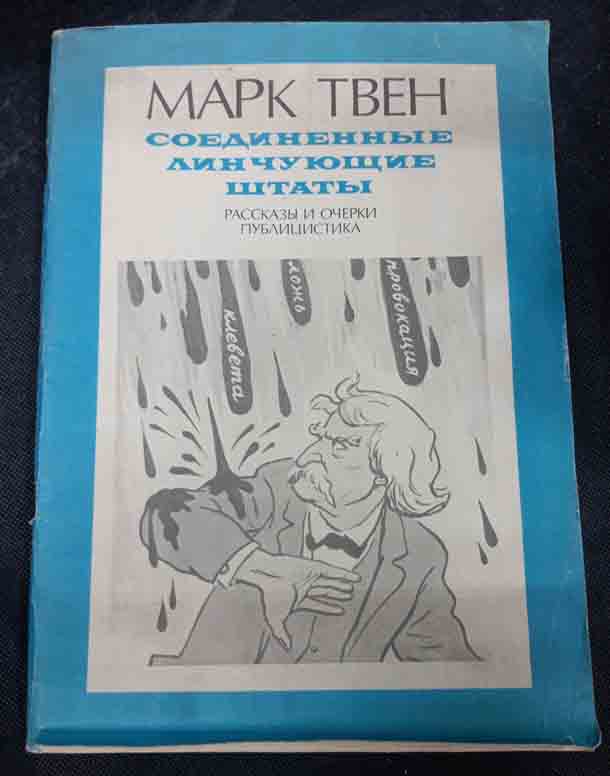 МАРК ТВЕН
СОЕДИНЕННЫЕ
ЛИНЧУЮЩИЕ
ШТАТЫ
РАССКАЗЫ И ОЧЕРКИ
ПУБЛИЦИСТИКА
клевета
ложь
провокация